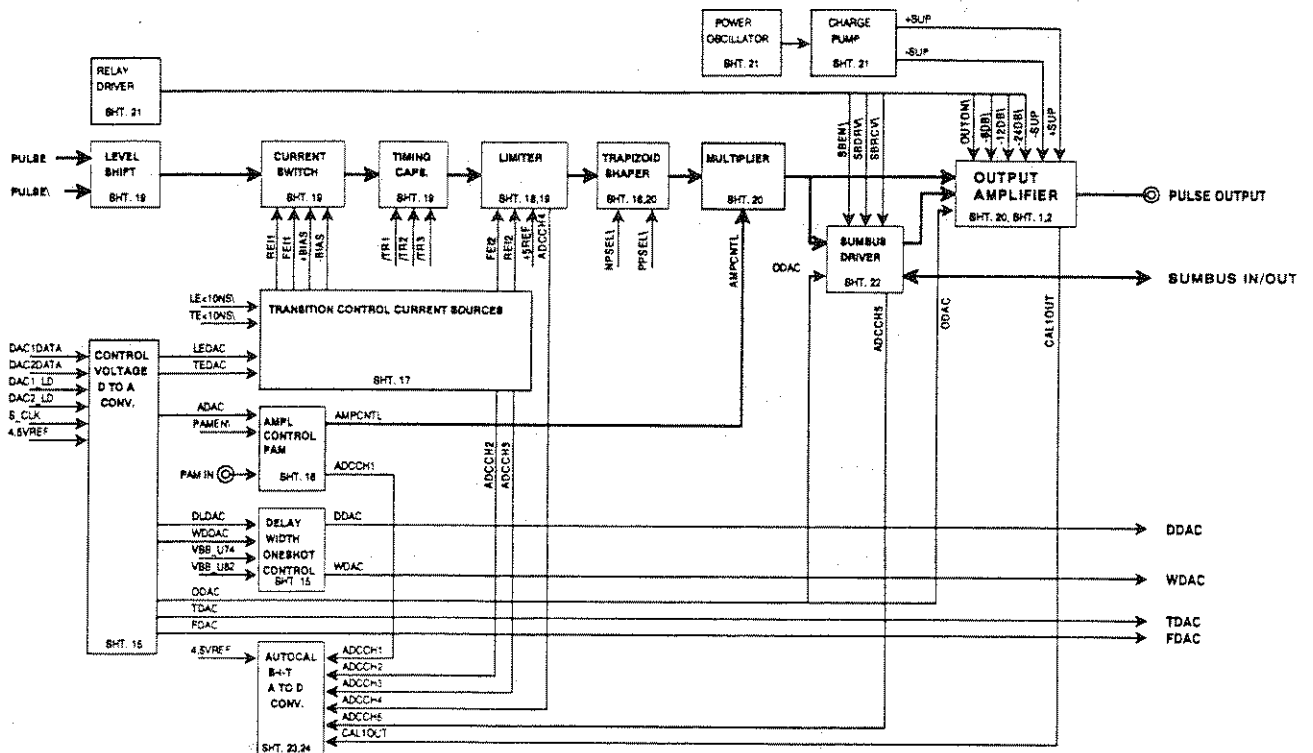 POWER
OSCILLATOR
SHT. 21
CHARGE
PUMP
SHT. 21
+SUP
-SUP
RELAY
DRIVER
SHT. 21
SBEN\
SRDRV\
SBRCV\
OUTON\
-6DB\
-12DB\
-24DB\
-SUP
+SUP
PULSE
PULSE\
LEVEL
SHIFT
SHT. 19
CURRENT
SWITCH
SHT. 19
TIMING
CAPS.
SHT. 19
LIMITER
SHT. 18,19
TRAPIZOID
SHAPER
SHT. 18,20
MULTIPLIER
SHT. 20
OUTPUT
AMPLIFIER
SHT. 20, SHT. 1,2
PULSE OUTPUT
REI1
FEI1
+BIAS
-BIAS
/TR1
/TR2
/TR3
FEI2
REI2
+5REF
ADCCH4
NPSEL\
PPSEL\
AMPCNTL
ODAC
SUMBUS
DRIVER
SHT. 22
SUMBUS IN/OUT
ADCCH5
ODAC
CAL1OUT
LE<10NS\
TE<10NS\
TRANSITION CONTROL CURRENT SOURCES
SHT. 17
DAC1DATA
DAC2DATA
DAC1_LD
DAC2_LD
S_CLK
4.5VREF
CONTROL
VOLTAGE
D TO A
CONV.
SHT. 15
LEDAC
TEDAC
ADAC
PAMEN\
PAM IN
AMPL
CONTROL
PAM
SHT. 16
AMPCNTL
ADCCH1
ADCCH2
ADCCH3
DLDAC
WDDAC
VBB_U74
VBB_U82
DELAY
WIDTH
ONESHOT
CONTROL
SHT. 15
DDAC
WDAC
DDAC
WDAC
ODAC
TDAC
FDAC
TDAC
FDAC
4.5VREF
AUTOCAL
A TO D
CONV.
SHT. 23,24
ADCCH1
ADCCH2
ADCCH3
ADCCH4
ADCCH5
CAL1OUT